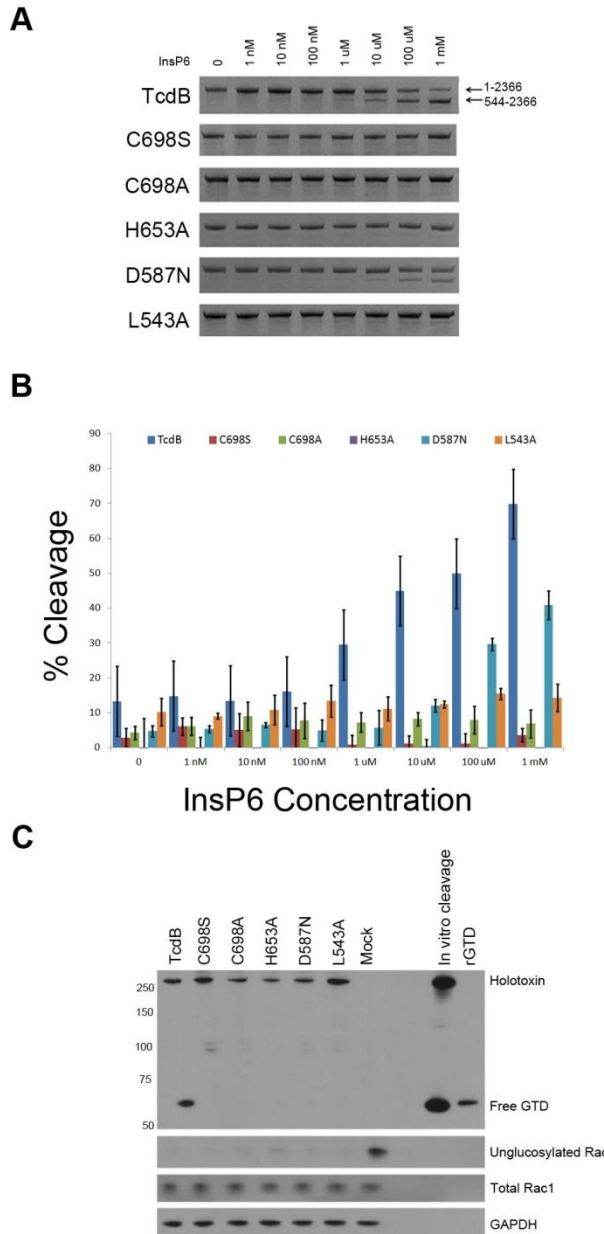 A
InsP6 0 1 nM 10 nM 100 nM 1 uM 10 uM 100 uM 1 mM
TcdB
1-2366
544-2366
C698S
C698A
H653A
D587N
L543A
B
90
TcdB C698S C698A H653A D587N L543A
80
70
60
50
40
30
20
10
0
% Cleavage
0 1 nM 10 nM 100 nM 1 uM 10 uM 100 uM 1 mM
InsP6 Concentration
C
TcdB C698S C698A H653A D587N L543A Mock In vitro cleavage rGTD
250
Holotoxin
100
75
Free GTD
50
Unglucosylated Rac
Total Rac1
GAPDH